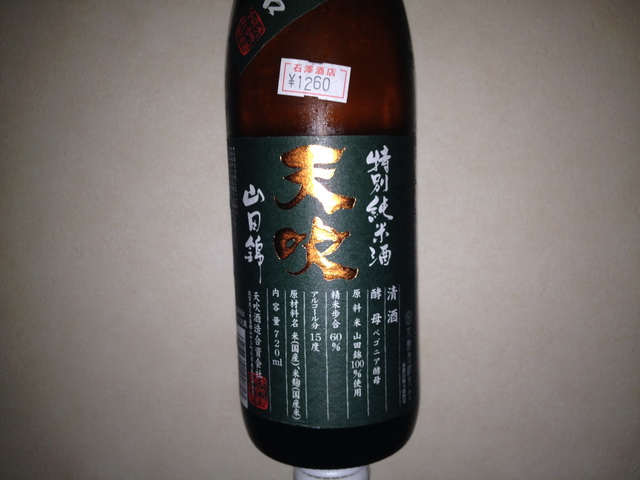 石澤酒店
¥1260
特別純米酒
天吹
山田錦
清酒
酵母 ベゴニア酵母
原料米 山田錦100%使用
精米歩合 60%
アルコール分 15度
原材料名 米(国産)、米麹(国産米)
内容量 720ml
天吹酒造合資会社